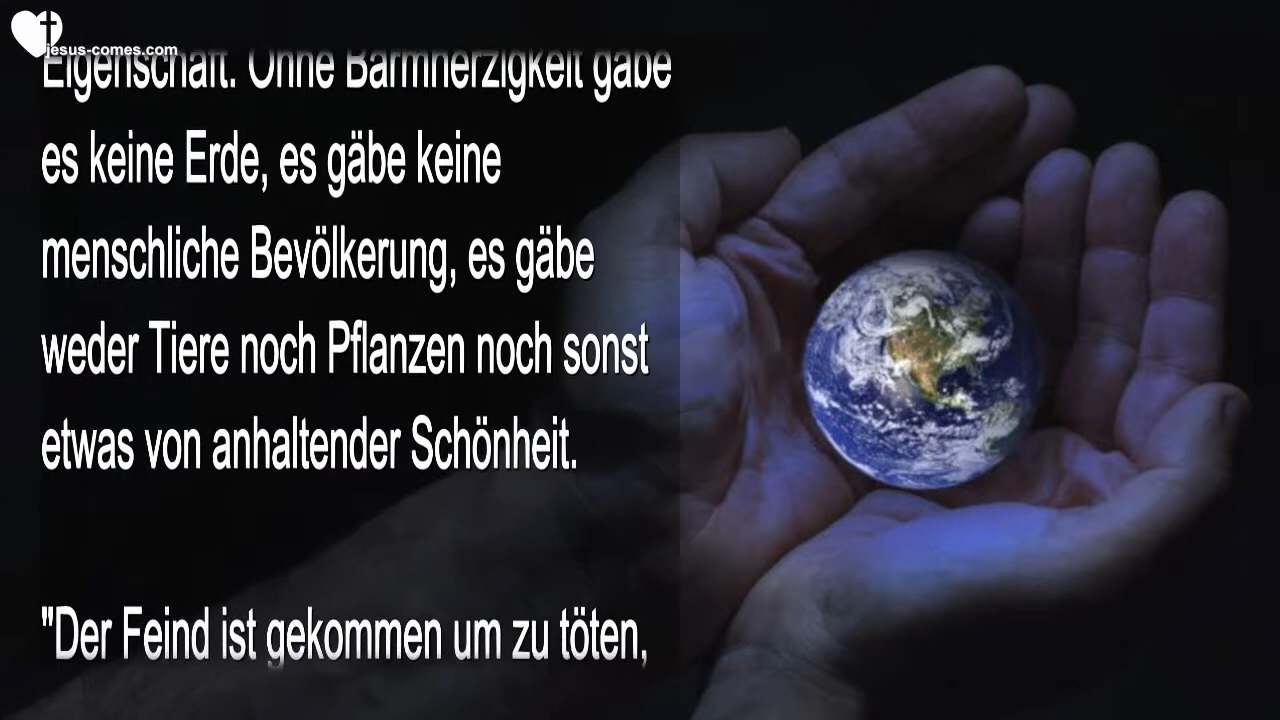 jesus-comes.com
Eigenschaft. Ohne Barmherzigkeit gäbe
es keine Erde, es gäbe keine
menschliche Bevölkerung, es gäbe
weder Tiere noch Pflanzen noch sonst
etwas von anhaltender Schönheit.
"Der Feind ist gekommen um zu töten,